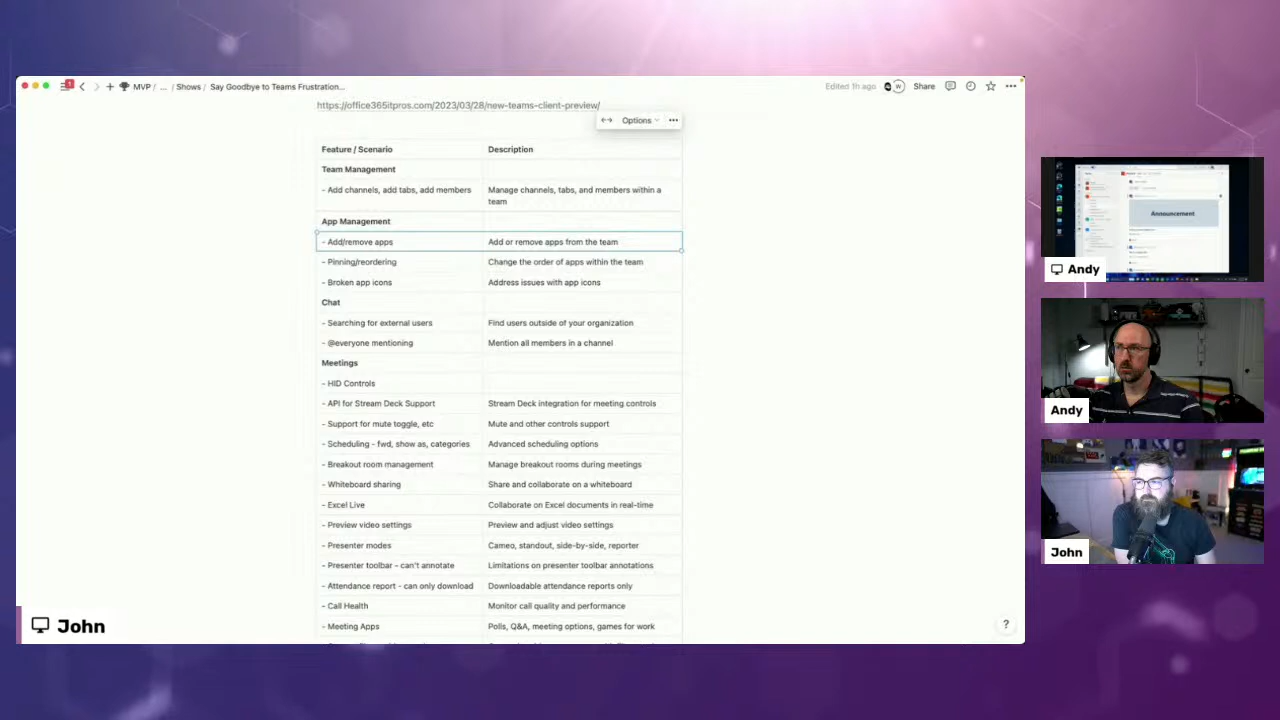 MVP / ... / Shows / Say Goodbye to Teams Frustration...
Edited 1h ago
Share
https://office365itpros.com/2023/03/28/new-teams-client-preview/
Options
Feature / Scenario Description
Team Management
- Add channels, add tabs, add members Manage channels, tabs, and members within a
team
App Management
- Add/remove apps Add or remove apps from the team
- Pinning/reordering Change the order of apps within the team
- Broken app icons Address issues with app icons
Chat
- Searching for external users Find users outside of your organization
- @everyone mentioning Mention all members in a channel
Meetings
- HID Controls
- API for Stream Deck Support Stream Deck integration for meeting controls
- Support for mute toggle, etc Mute and other controls support
- Scheduling - fwd, show as, categories Advanced scheduling options
- Breakout room management Manage breakout rooms during meetings
- Whiteboard sharing Share and collaborate on a whiteboard
- Excel Live Collaborate on Excel documents in real-time
- Preview video settings Preview and adjust video settings
- Presenter modes Cameo, standout, side-by-side, reporter
- Presenter toolbar - can't annotate Limitations on presenter toolbar annotations
- Attendance report - can only download Downloadable attendance reports only
- Call Health Monitor call quality and performance
- Meeting Apps Polls, Q&A, meeting options, games for work
?
John
Announcement
Andy
Andy
John